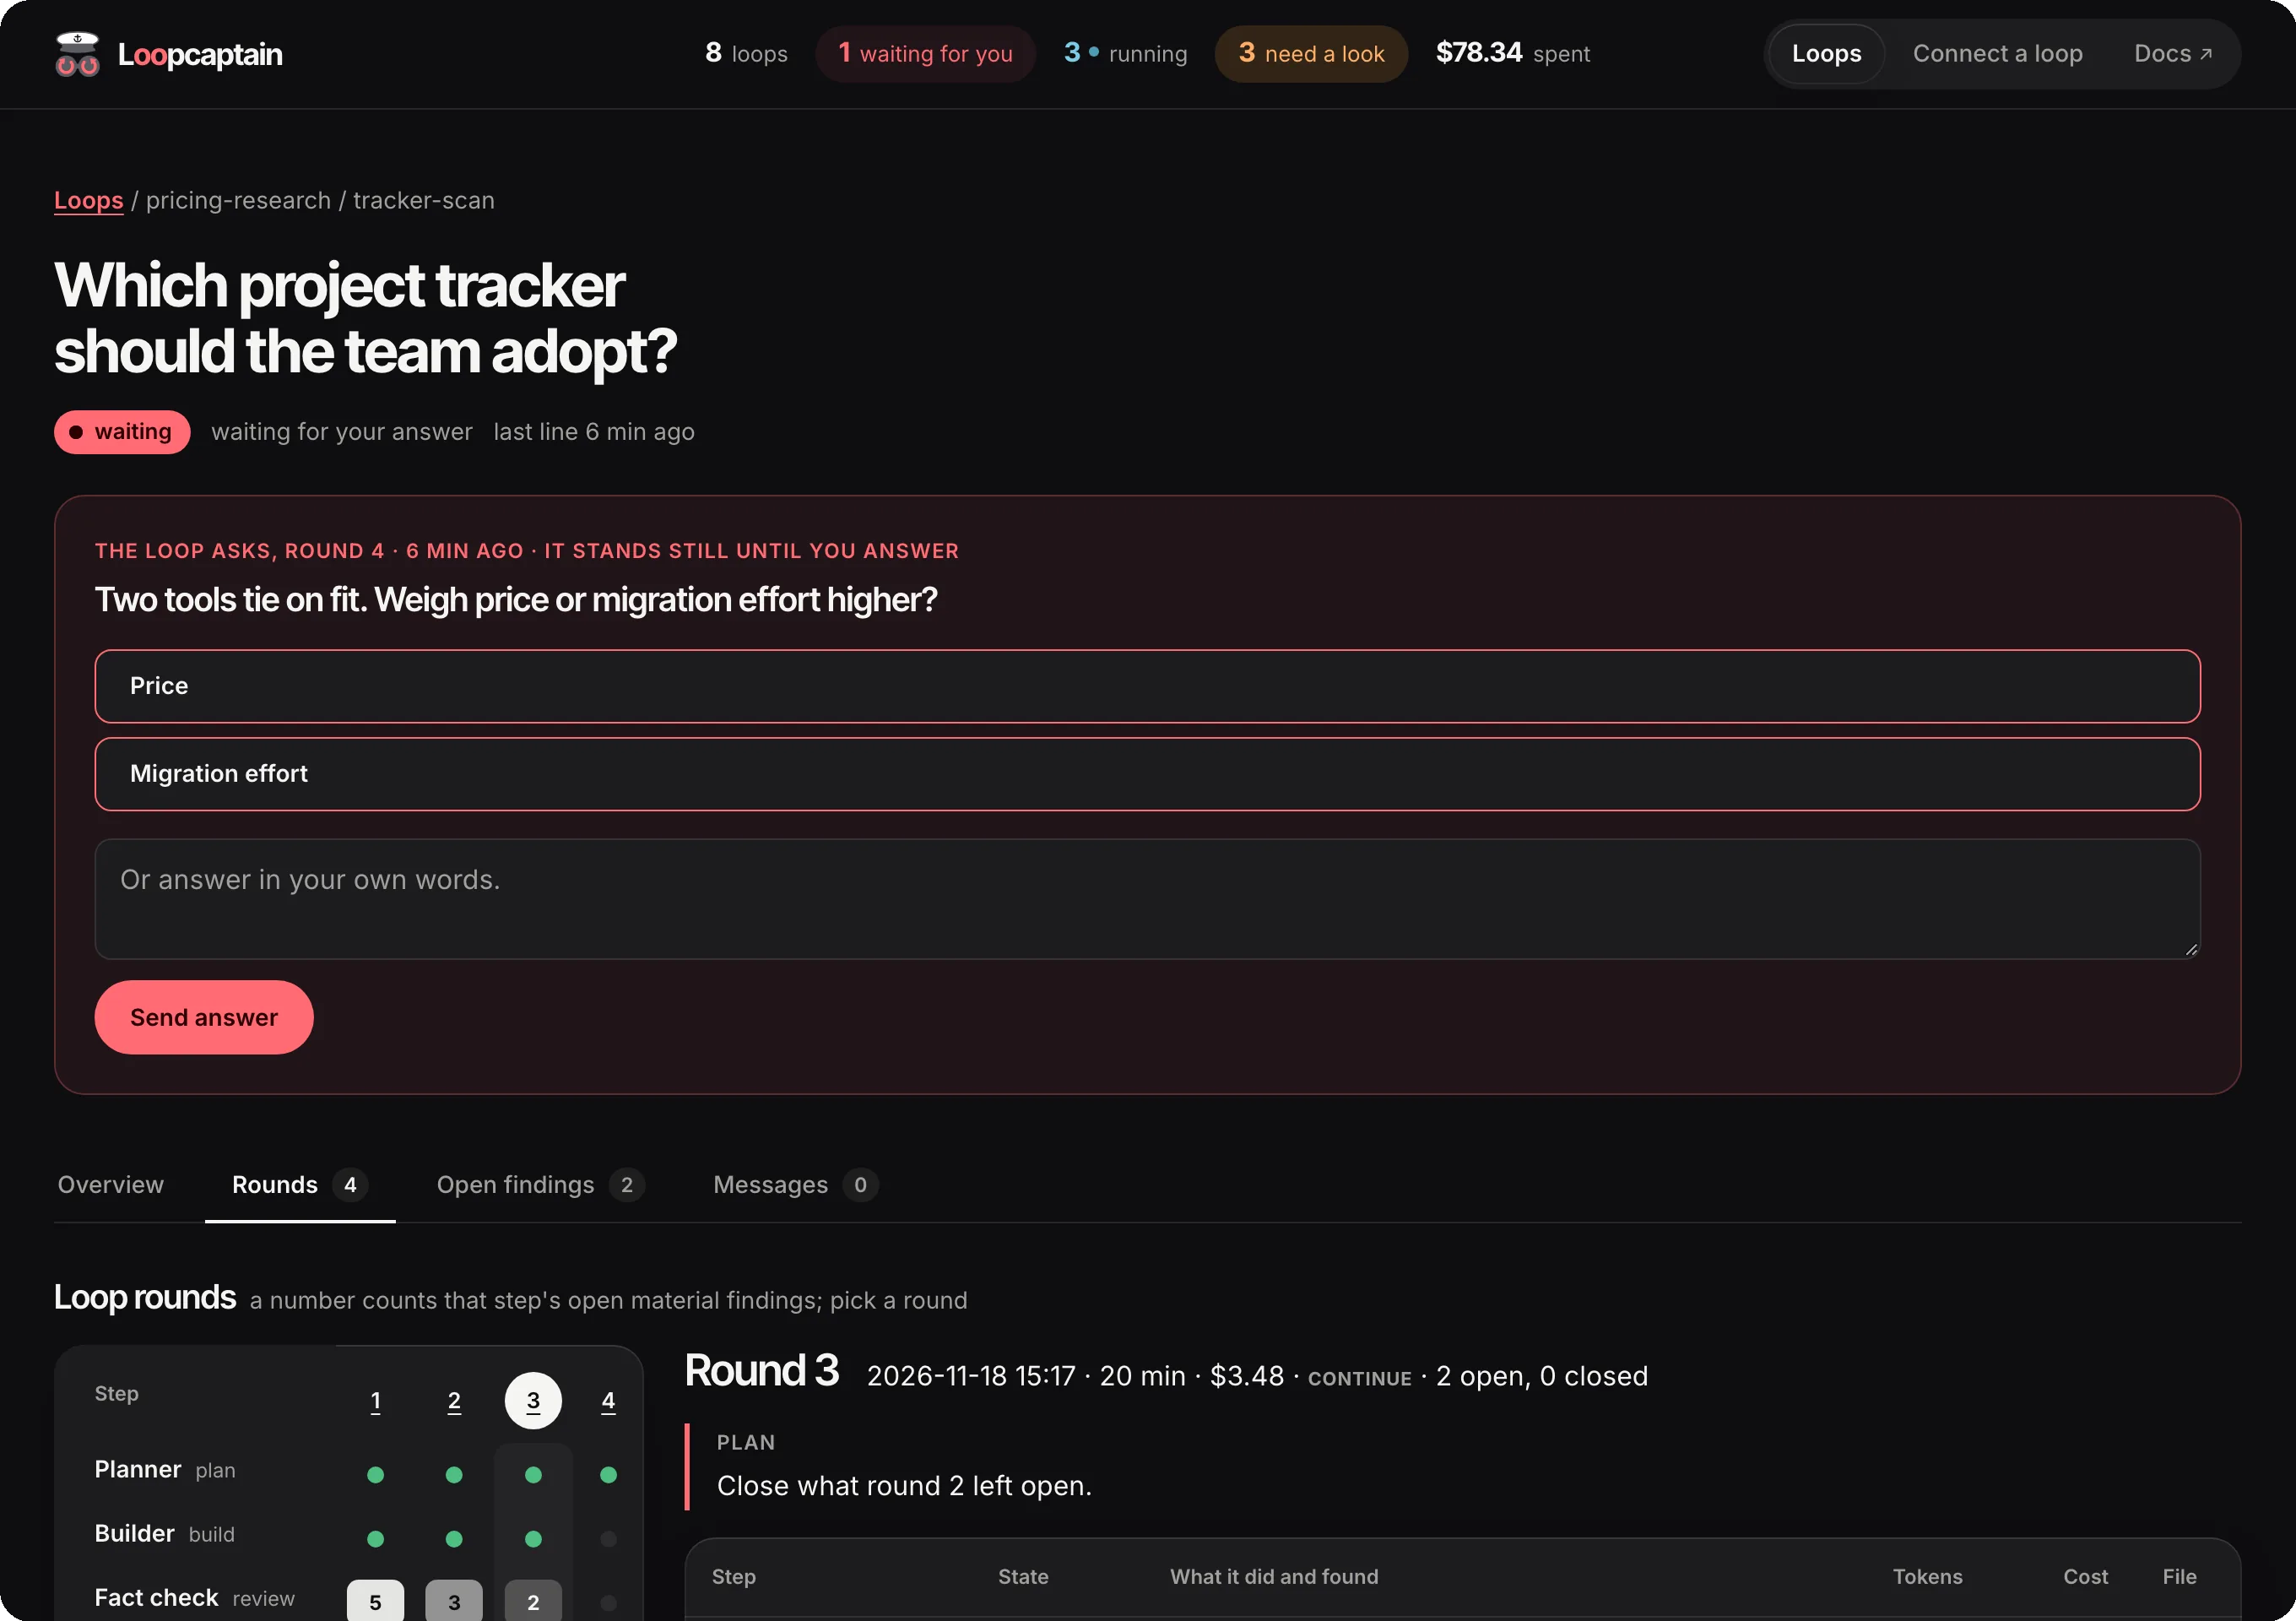 Loopcaptain
8 loops 1 waiting for you 3 running 3 need a look $78.34 spent
Loops Connect a loop Docs ↗
Loops / pricing-research / tracker-scan
Which project tracker
should the team adopt?
waiting waiting for your answer last line 6 min ago
THE LOOP ASKS, ROUND 4 · 6 MIN AGO · IT STANDS STILL UNTIL YOU ANSWER
Two tools tie on fit. Weigh price or migration effort higher?
Price
Migration effort
Or answer in your own words.
Send answer
Overview Rounds 4 Open findings 2 Messages 0
Loop rounds a number counts that step's open material findings; pick a round
Step 1 2 3 4
Planner plan
Builder build
Fact check review 5 3 2
Round 3 2026-11-18 15:17 · 20 min · $3.48 · CONTINUE · 2 open, 0 closed
PLAN
Close what round 2 left open.
Step State What it did and found Tokens Cost File